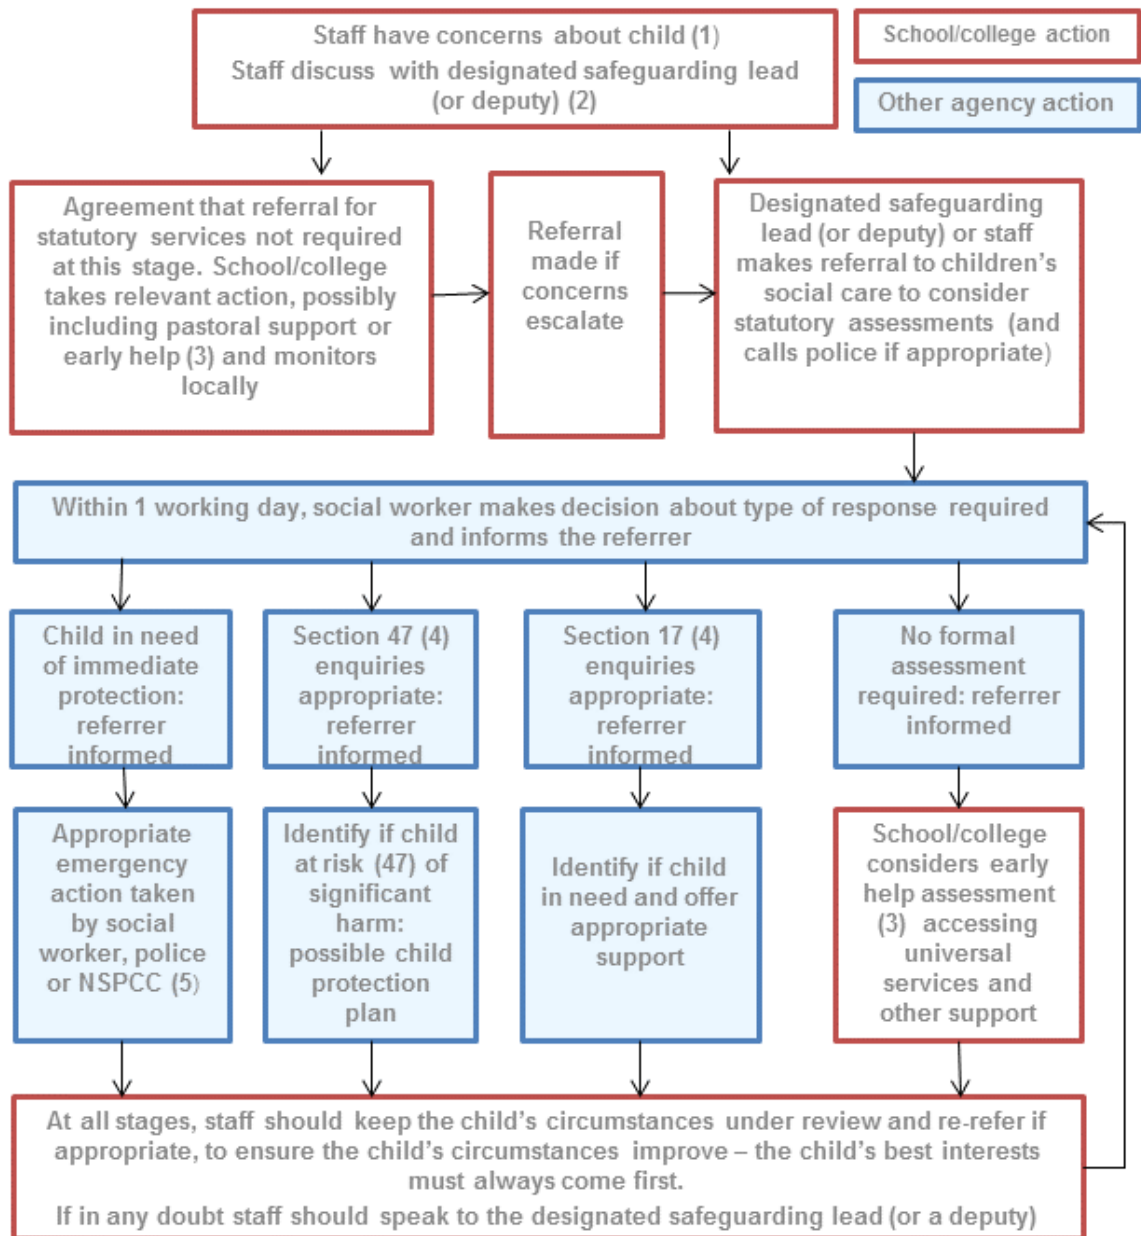 Staff have concerns about child (1)
Staff discuss with designated safeguarding lead
(or deputy) (2)
School/college action
Other agency action
Agreement that referral for
statutory services not required
at this stage. School/college
takes relevant action, possibly
including pastoral support or
early help (3) and monitors
locally
Referral
made if
concerns
escalate
Designated safeguarding
lead (or deputy) or staff
makes referral to children's
social care to consider
statutory assessments (and
calls police if appropriate)
Within 1 working day, social worker makes decision about type of response required
and informs the referrer
Child in need
of immediate
protection:
referrer
informed
Section 47 (4)
enquiries
appropriate:
referrer
informed
Section 17 (4)
enquiries
appropriate:
referrer
informed
No formal
assessment
required: referrer
informed
Appropriate
emergency
action taken
by social
worker, police
or NSPCC (5)
Identify if child
at risk (47) of
significant
harm:
possible child
protection
plan
Identify if child
in need and offer
appropriate
support
School/college
considers early
help assessment
(3) accessing
universal
services and
other support
At all stages, staff should keep the child's circumstances under review and re-refer if
appropriate, to ensure the child's circumstances improve – the child's best interests
must always come first.
If in any doubt staff should speak to the designated safeguarding lead (or a deputy)